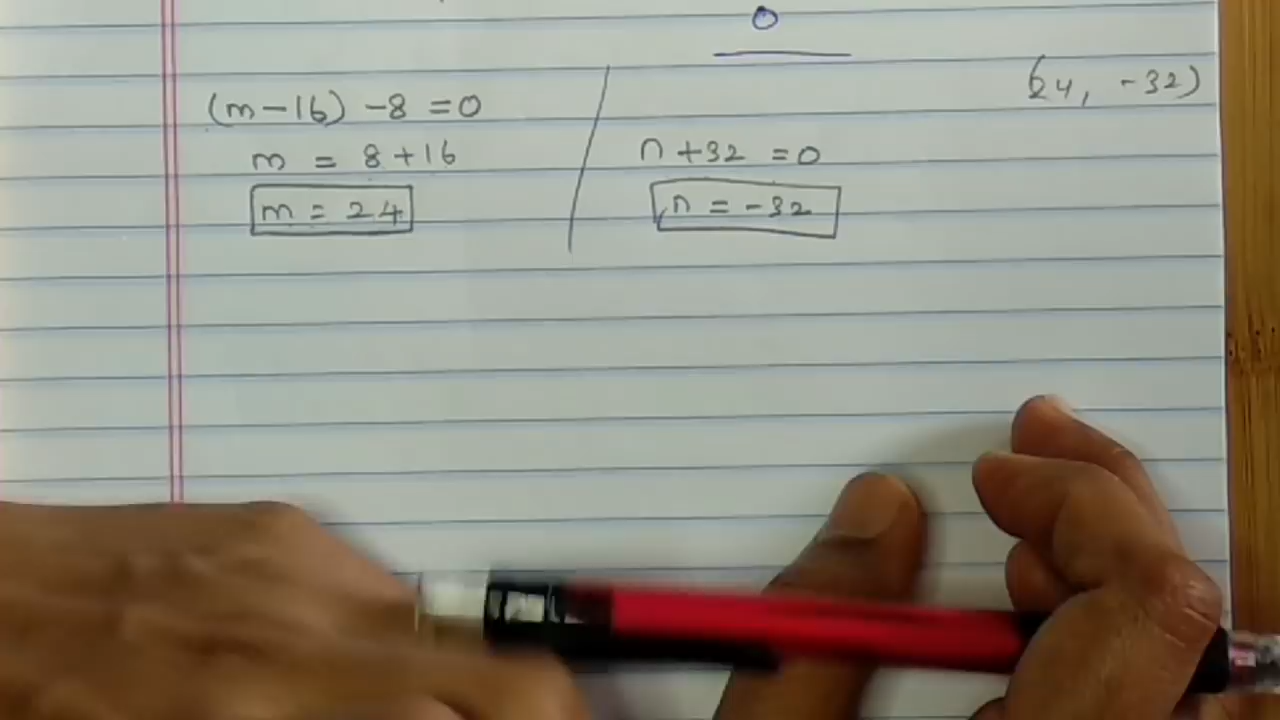 0
(24, -32)
(m-16) -8 =0
m = 8+16
m = 24
n +32 =0
n = -32